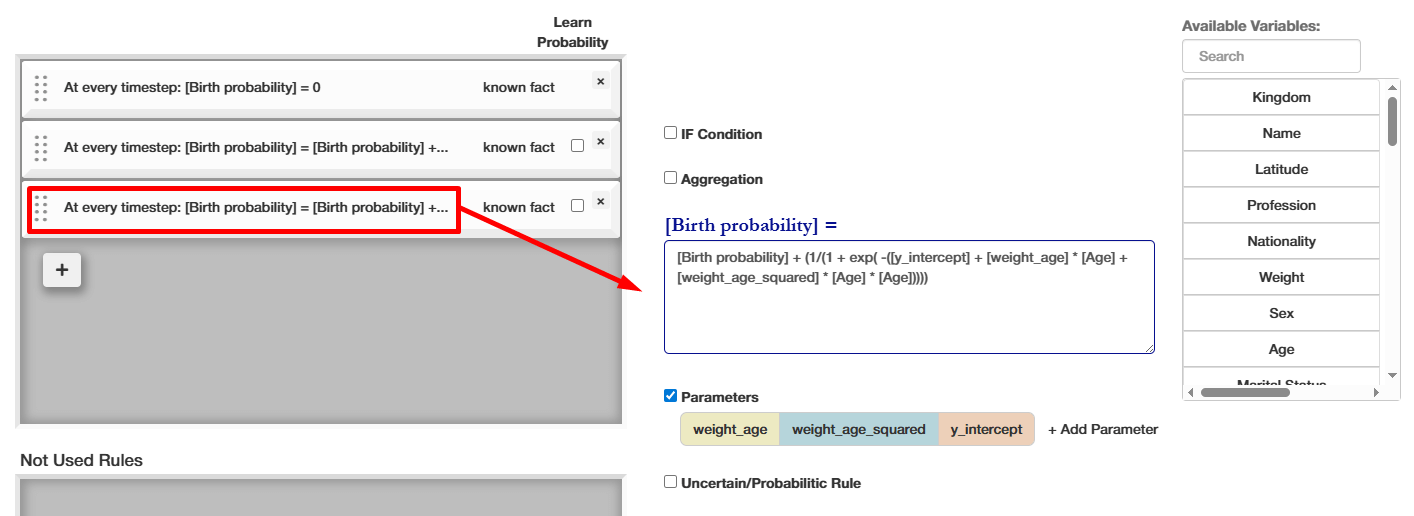 Learn
Probability
At every timestep: [Birth probability] = 0
known fact
×
At every timestep: [Birth probability] = [Birth probability] +...
known fact
×
At every timestep: [Birth probability] = [Birth probability] +...
known fact
×
+
Not Used Rules
IF Condition
Aggregation
[Birth probability] =
[Birth probability] + (1/(1 + exp( -([y_intercept] + [weight_age] * [Age] +
[weight_age_squared] * [Age] * [Age]))))
Parameters
weight_age
weight_age_squared
y_intercept
+ Add Parameter
Uncertain/Probabilitic Rule
Available Variables:
Search
Kingdom
Name
Latitude
Profession
Nationality
Weight
Sex
Age
Marital Status